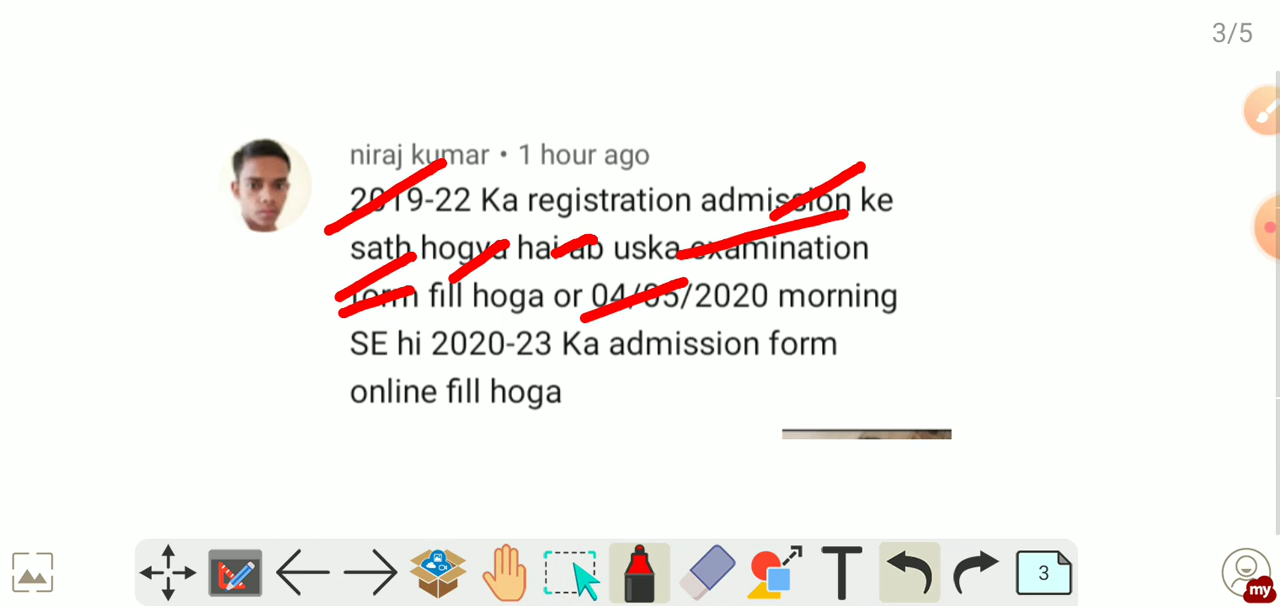 3/5
niraj kumar • 1 hour ago
2019-22 Ka registration admission ke
sath hogya hai ab uska examination
form fill hoga or 04/05/2020 morning
SE hi 2020-23 Ka admission form
online fill hoga
T
3
my